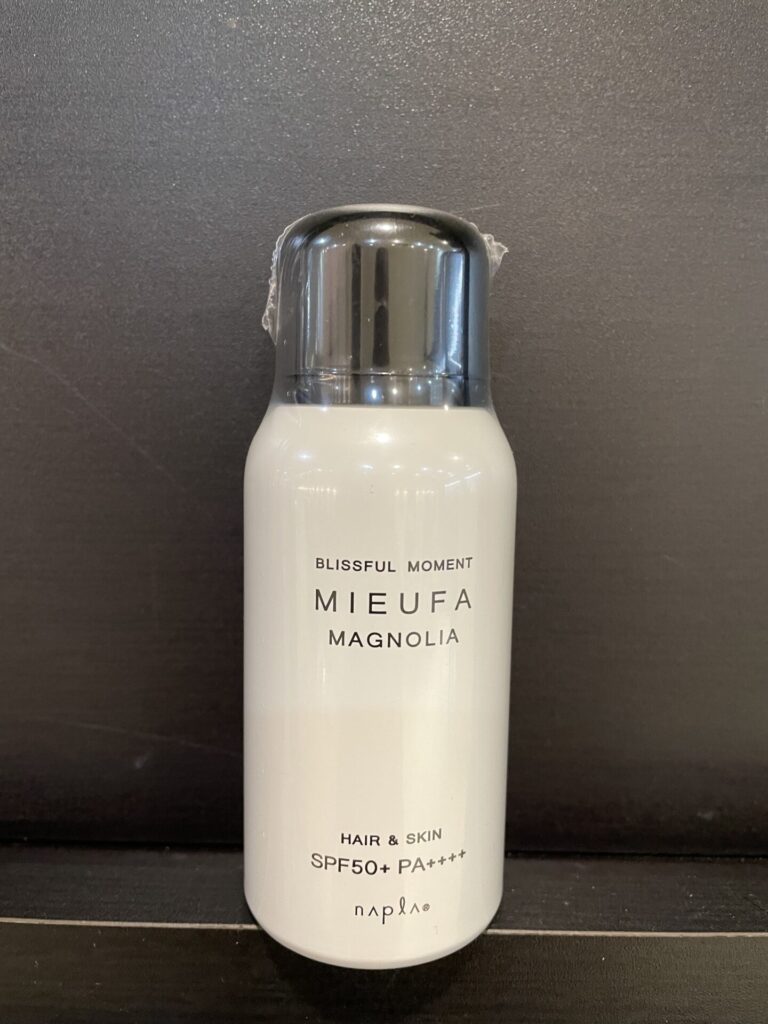 BLISSFUL MOMENT
MIEUFA
MAGNOLIA
HAIR & SKIN
SPF50+ PA++++
napla®